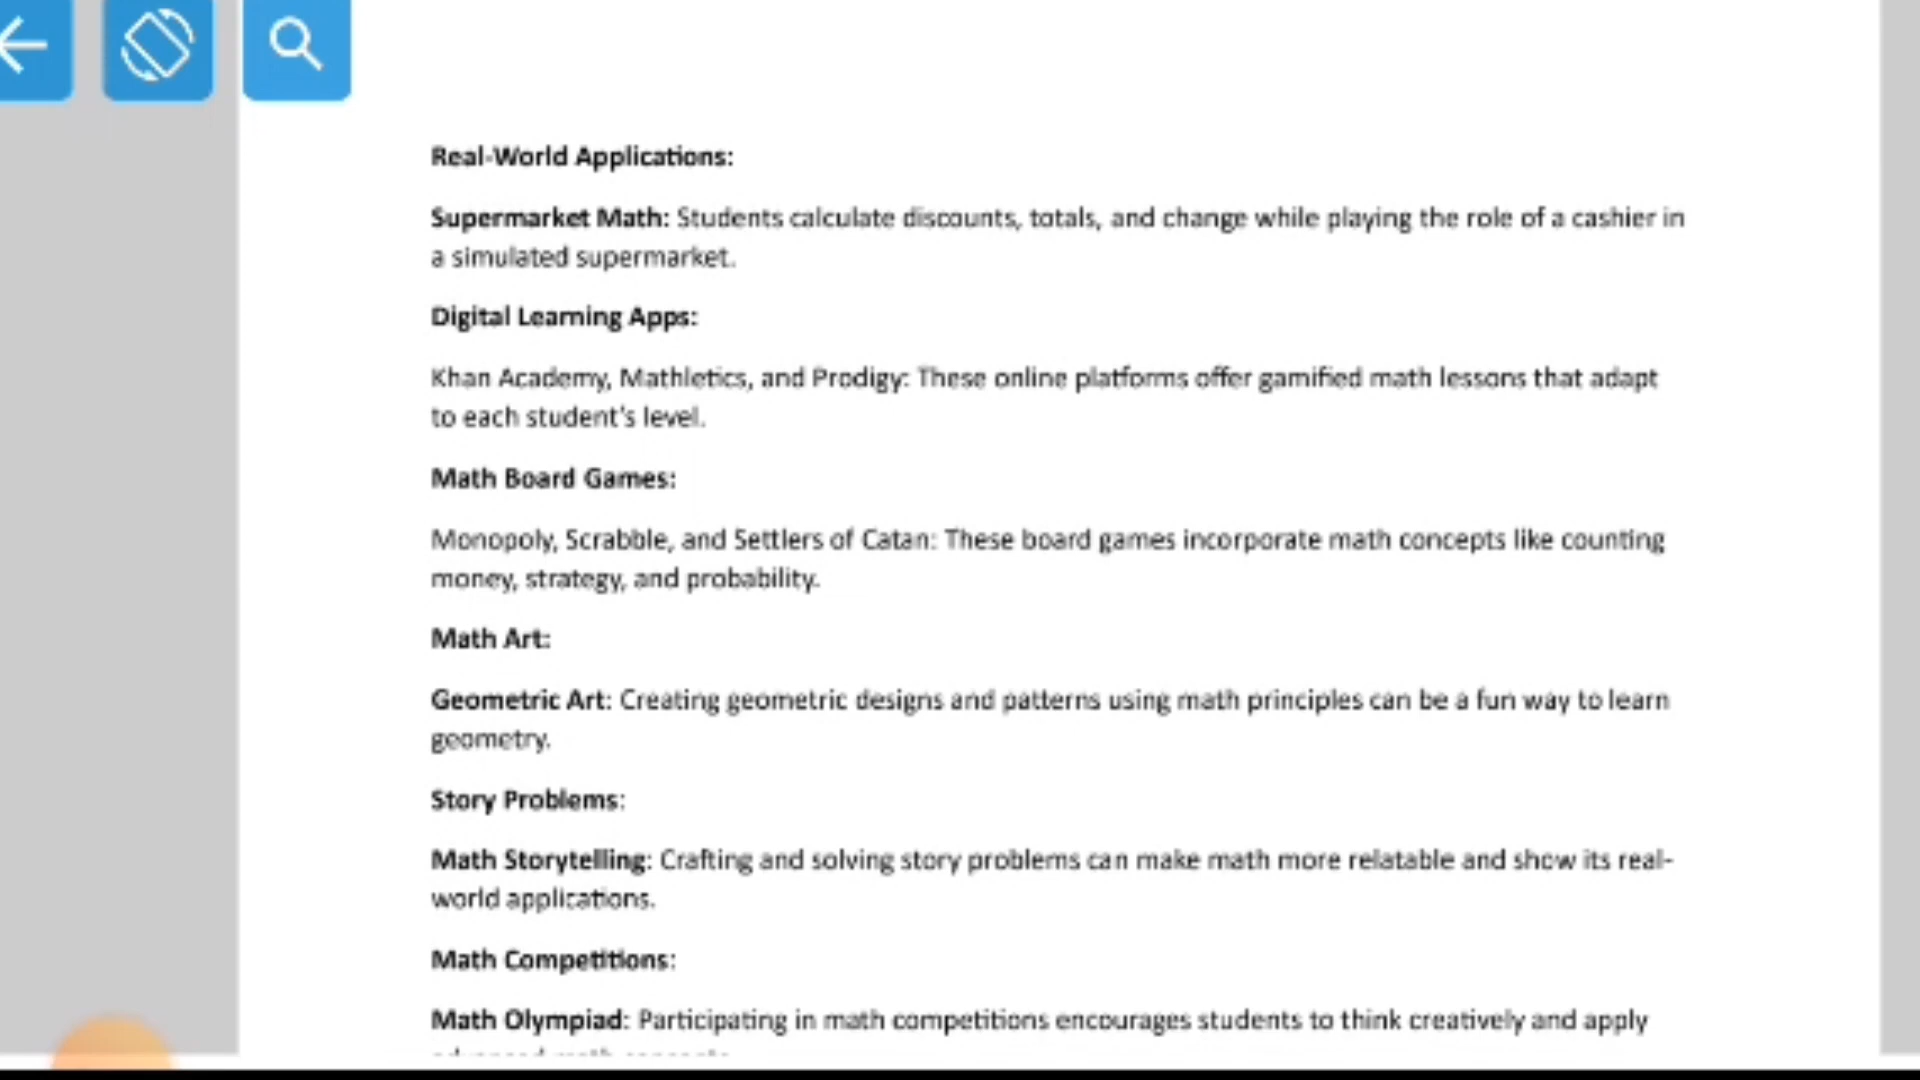 Real-World Applications:
Supermarket Math: Students calculate discounts, totals, and change while playing the role of a cashier in
a simulated supermarket.
Digital Learning Apps:
Khan Academy, Mathletics, and Prodigy: These online platforms offer gamified math lessons that adapt
to each student's level.
Math Board Games:
Monopoly, Scrabble, and Settlers of Catan: These board games incorporate math concepts like counting
money, strategy, and probability.
Math Art:
Geometric Art: Creating geometric designs and patterns using math principles can be a fun way to learn
geometry.
Story Problems:
Math Storytelling: Crafting and solving story problems can make math more relatable and show its real-
world applications.
Math Competitions:
Math Olympiad: Participating in math competitions encourages students to think creatively and apply